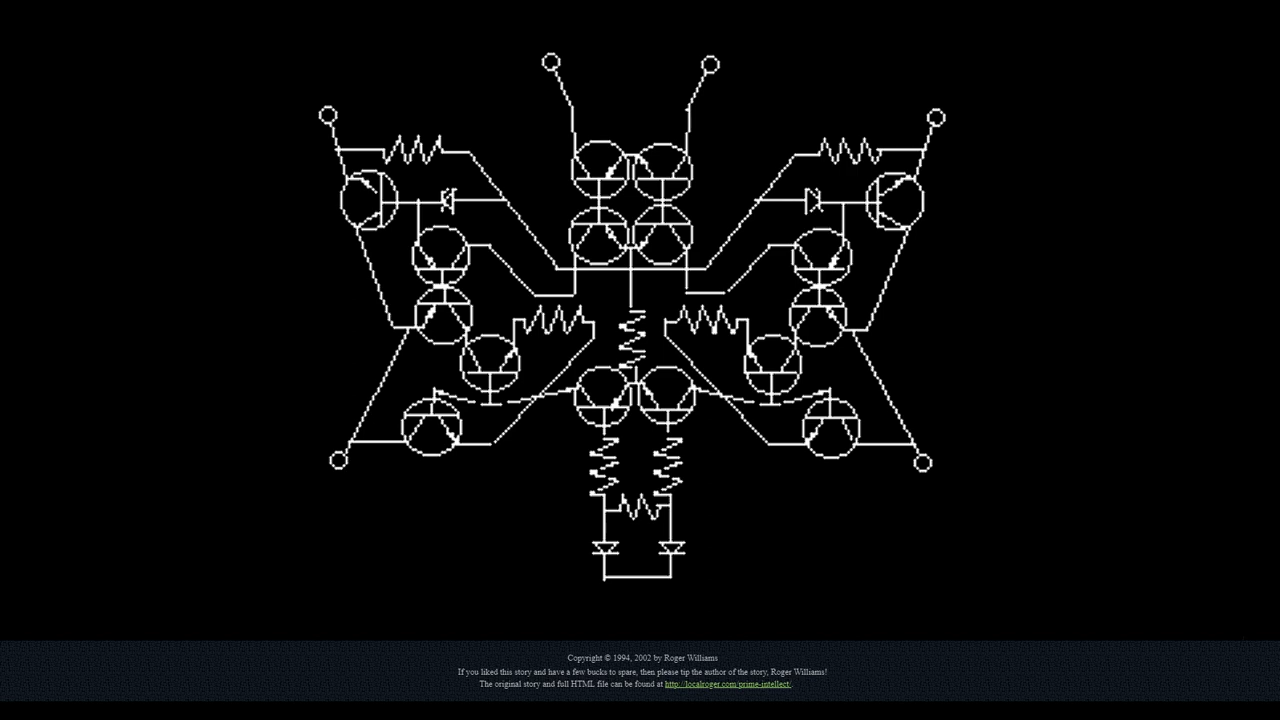 Copyright © 1994, 2002 by Roger Williams
If you liked this story and have a few bucks to spare, then please tip the author of the story, Roger Williams!
The original story and full HTML file can be found at http://localroger.com/prime-intellect/.